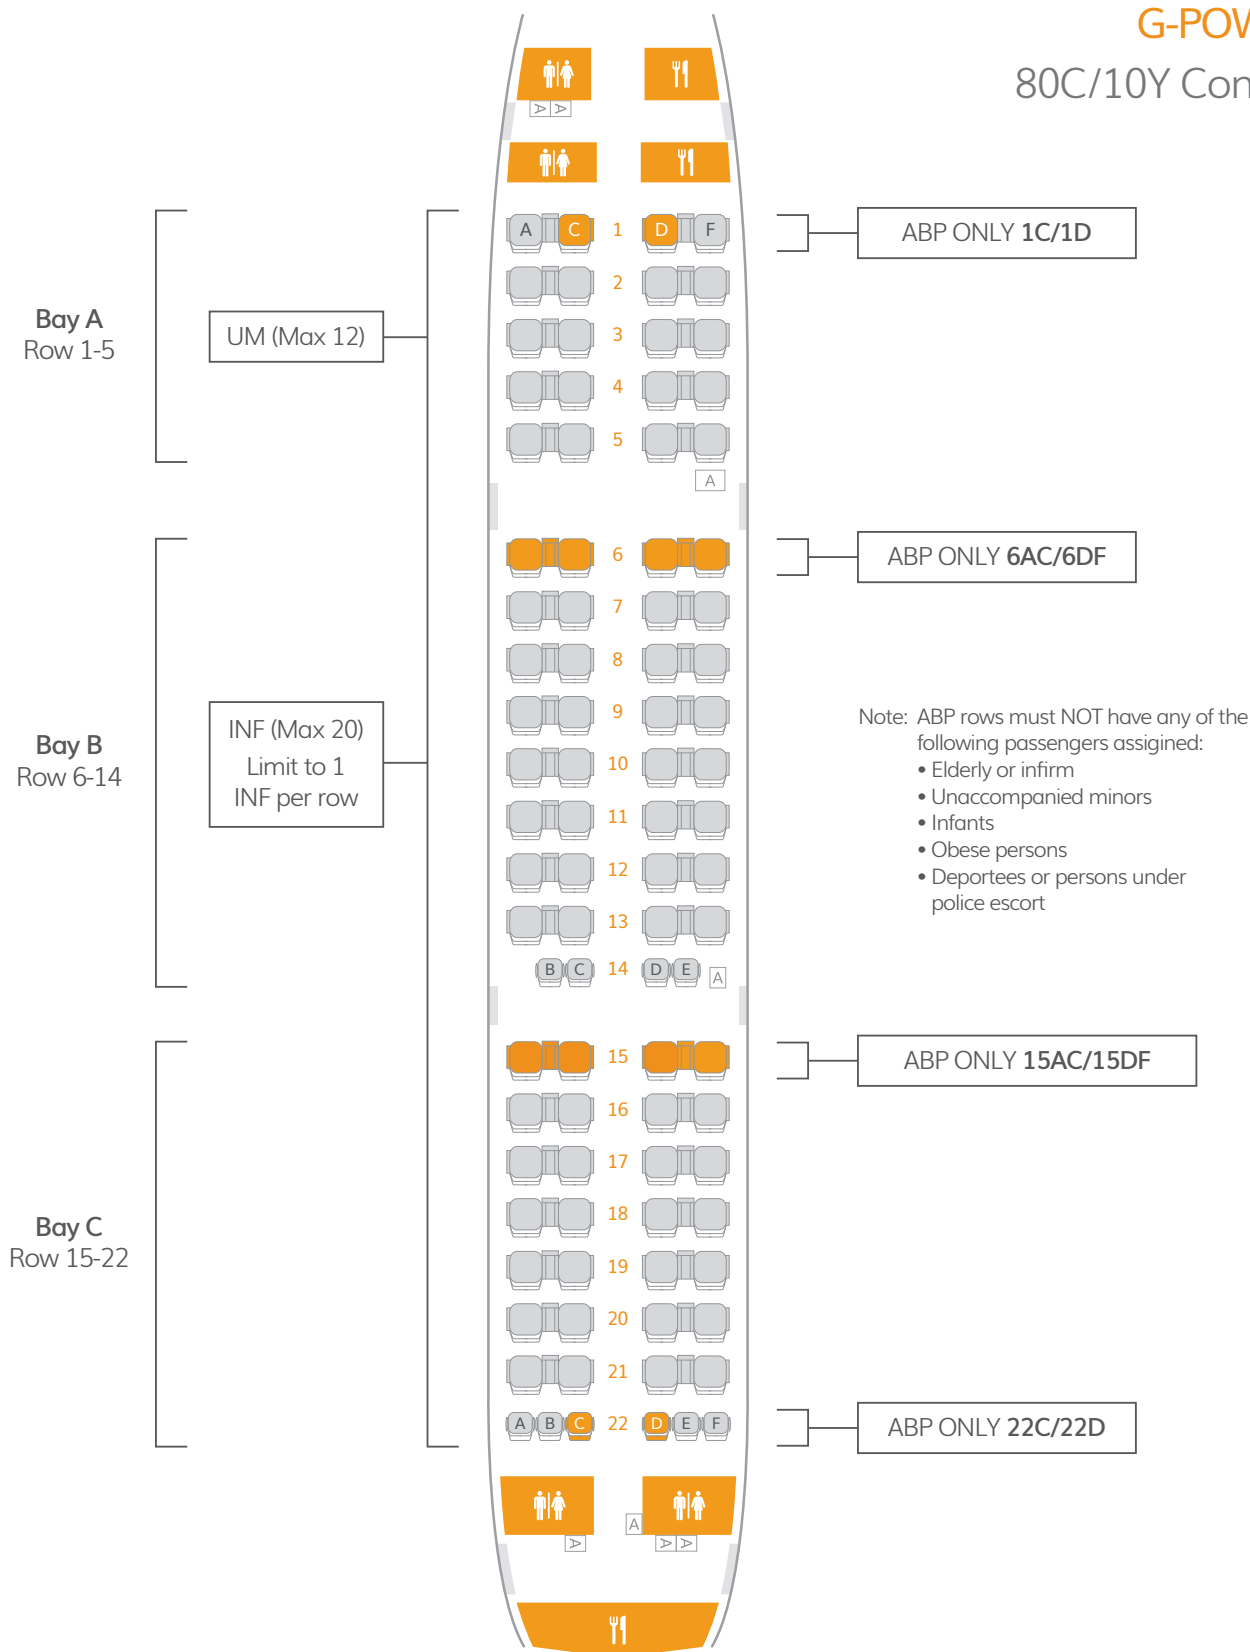 G-POW
80C/10Y Con
A A
A C 1 D F
ABP ONLY 1C/1D
2
Bay A
Row 1-5
UM (Max 12)
3
4
5
A
6
ABP ONLY 6AC/6DF
7
8
9
Note: ABP rows must NOT have any of the
following passengers assigined:
• Elderly or infirm
• Unaccompanied minors
• Infants
• Obese persons
• Deportees or persons under
police escort
Bay B
Row 6-14
INF (Max 20)
Limit to 1
INF per row
10
11
12
13
B C 14 D E
A
15
ABP ONLY 15AC/15DF
16
17
18
Bay C
Row 15-22
19
20
21
A B C 22 D E F
ABP ONLY 22C/22D
A
A A A